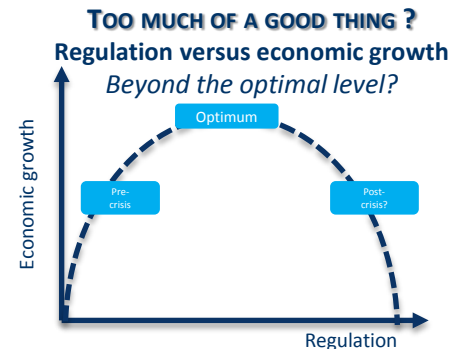 TOO MUCH OF A GOOD THING ?
Regulation versus economic growth
Beyond the optimal level?
Optimum
Pre-
crisis
Post-
crisis?
Economic growth
Regulation